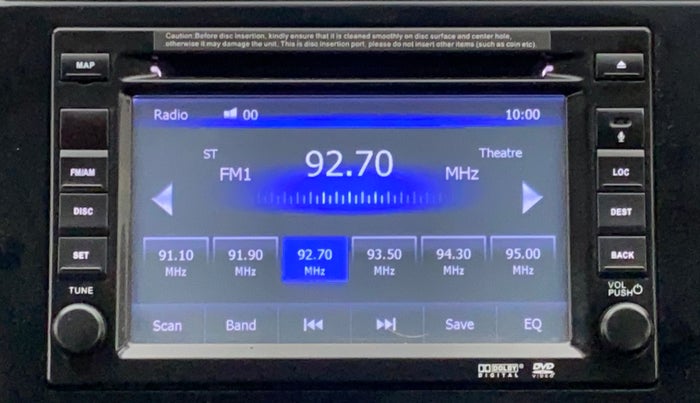 Caution:Before disc insertion, kindly ensure that it is cleaned smoothly on disc surface and center hole,
otherwise it may damage the unit. This is disc insertion port, please do not insert other items (such as coin etc).
MAP
Radio 00 10:00
ST 92.70 Theatre
FM1 MHz
FM/AM
LOC
DISC
DEST
SET
BACK
91.10 91.90 92.70 93.50 94.30 95.00
MHz MHz MHz MHz MHz MHz
TUNE
VOL
PUSH
Scan Band Save EQ
DOLBY DVD
DIGITAL VIDEO